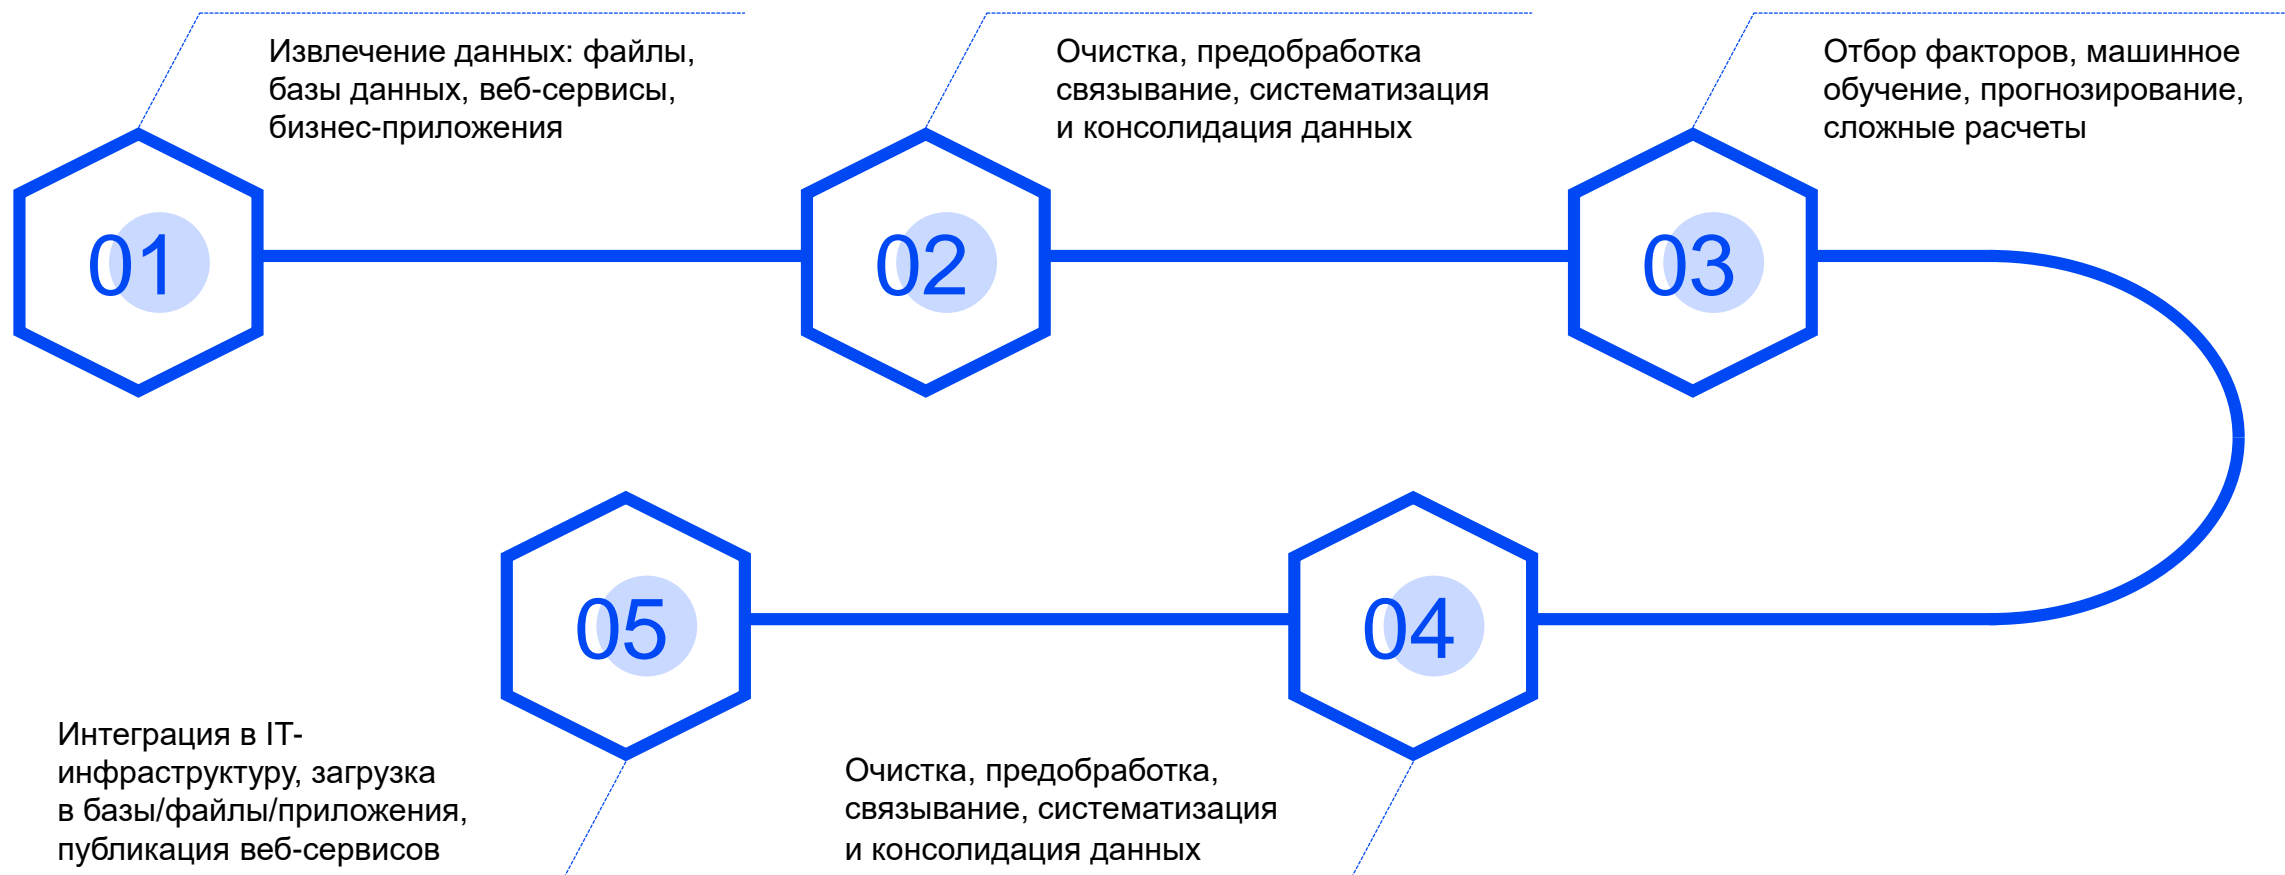 Извлечение данных: файлы,
базы данных, веб-сервисы,
бизнес-приложения
01
Очистка, предобработка
связывание, систематизация
и консолидация данных
02
Отбор факторов, машинное
обучение, прогнозирование,
сложные расчеты
03
04
Очистка, предобработка,
связывание, систематизация
и консолидация данных
05
Интеграция в IT-
инфраструктуру, загрузка
в базы/файлы/приложения,
публикация веб-сервисов